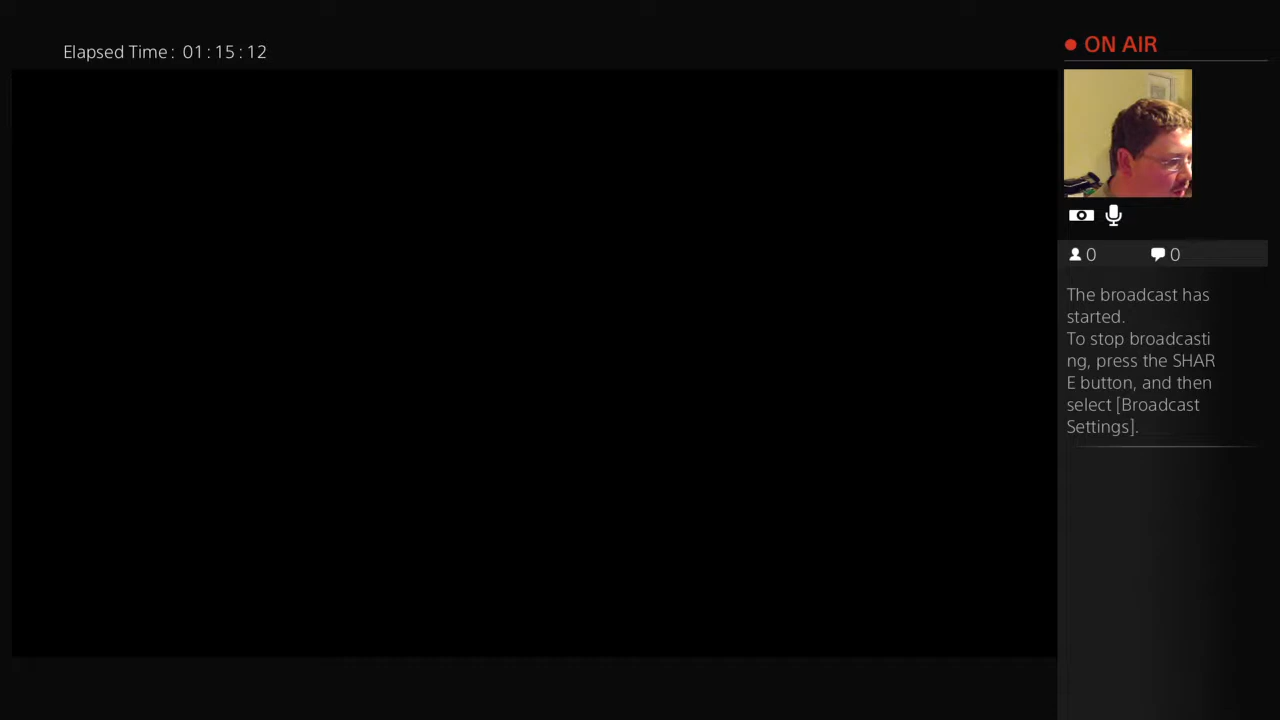 Elapsed Time: 01:15:12
ON AIR
0 0
The broadcast has
started.
To stop broadcasti
ng, press the SHAR
E button, and then
select [Broadcast
Settings].